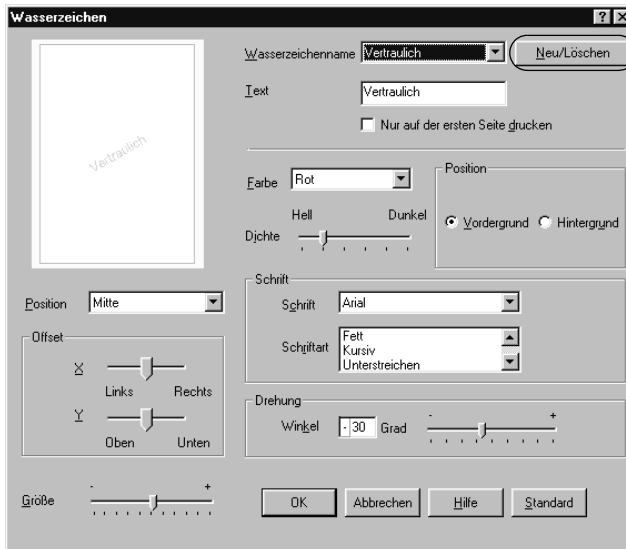 Wasserzeichen
Vertraulich
Wasserzeichenname Vertraulich Neu/Löschen
Text Vertraulich
Nur auf der ersten Seite drucken
Farbe Rot
Hell Dunkel
Dichte
Position
Vordergrund Hintergrund
Position Mitte
Offset
X
Links Rechts
Y
Oben Unten
Größe - +
Schrift
Schrift Arial
Schriftart Fett
Kursiv
Unterstreichen
Drehung
Winkel - 30 Grad - +
OK Abbrechen Hilfe Standard